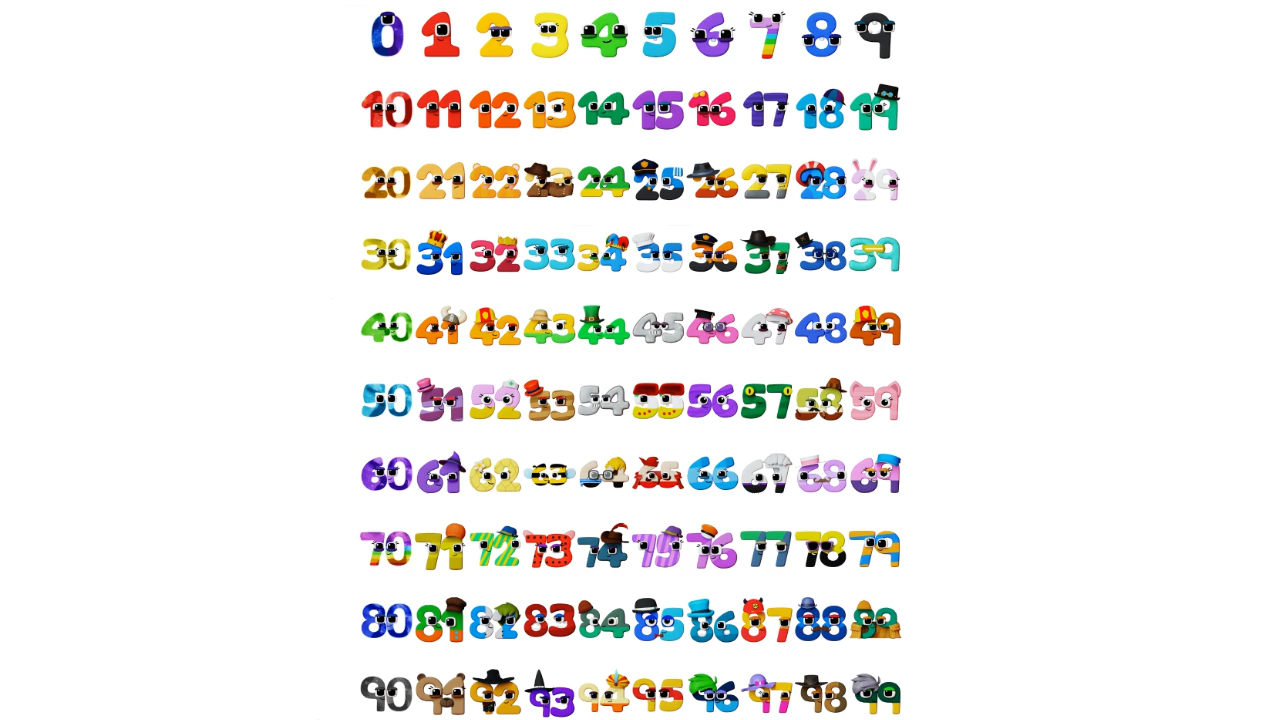 0 1 2 3 4 5 6 7 8 9
10 11 12 13 14 15 16 17 18 19
20 21 22 23 24 25 26 27 28 29
30 31 32 33 34 35 36 37 38 39
40 41 42 43 44 45 46 47 48 49
50 51 52 53 54 55 56 57 58 59
60 61 62 63 64 65 66 67 68 69
70 71 72 73 74 75 76 77 78 79
80 81 82 83 84 85 86 87 88 89
90 91 92 93 94 95 96 97 98 99